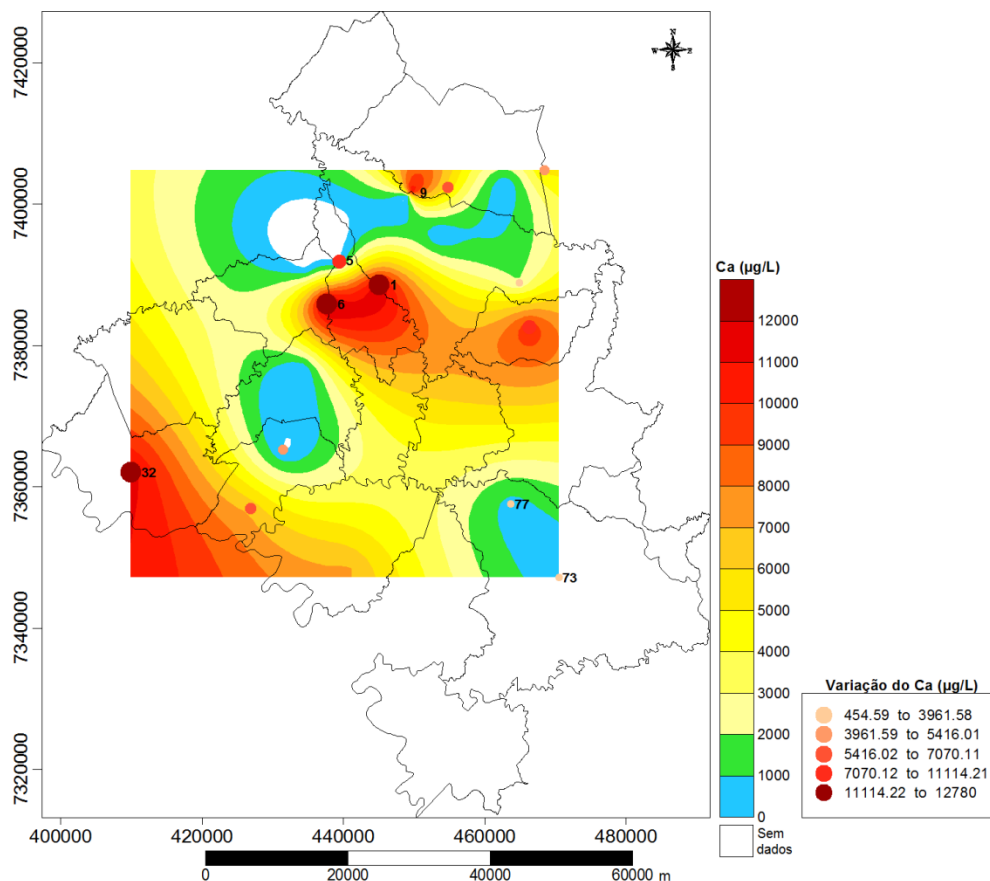 7420000
7400000
7380000
7360000
7340000
7320000
400000
420000
440000
460000
480000
N
W
E
S
9
5
1
6
32
77
73
0
20000
40000
60000 m
Ca (µg/L)
12000
11000
10000
9000
8000
7000
6000
5000
4000
3000
2000
1000
0
Sem
dados
Variação do Ca (µg/L)
454.59 to 3961.58
3961.59 to 5416.01
5416.02 to 7070.11
7070.12 to 11114.21
11114.22 to 12780